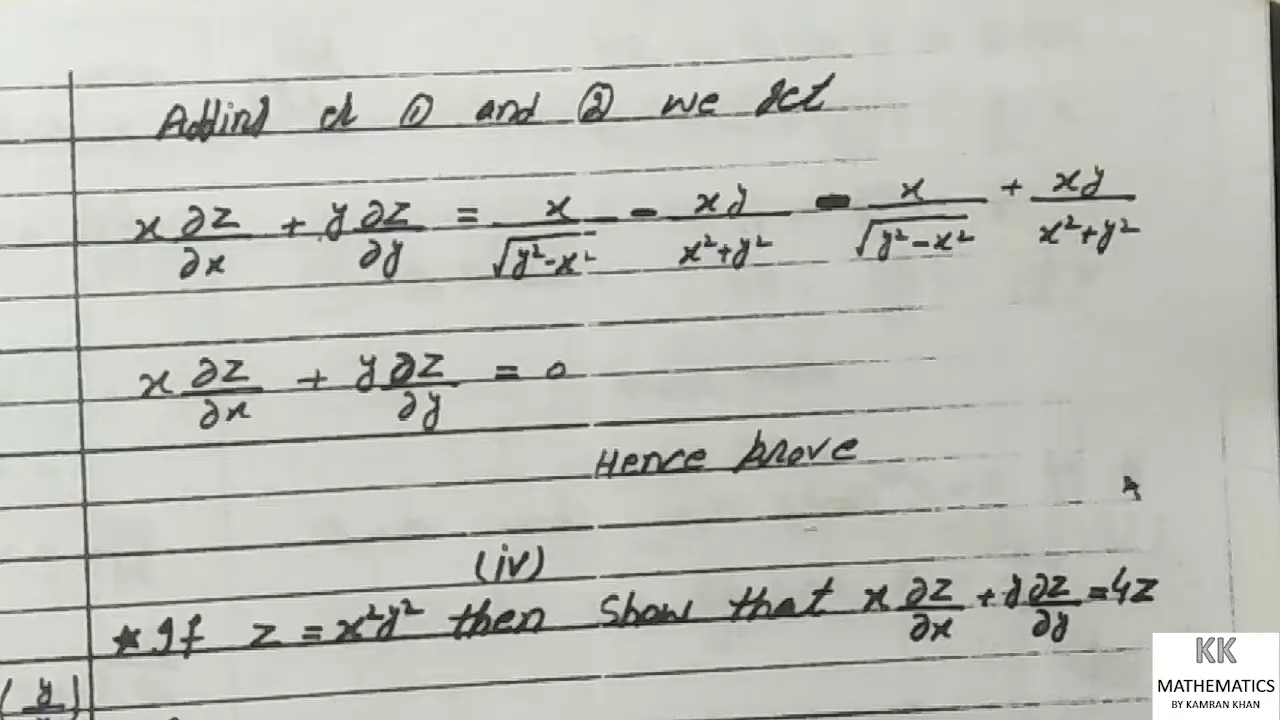 Adding eq ① and ② we get
x ∂z/∂x + y ∂z/∂y = x/√(y²-x²) - xy/(x²+y²) - x/√(y²-x²) + xy/(x²+y²)
x ∂z/∂x + y ∂z/∂y = 0
Hence prove
(iv)
* If z = x²y² then show that x ∂z/∂x + y ∂z/∂y = 4z
KK
MATHEMATICS
BY KAMRAN KHAN